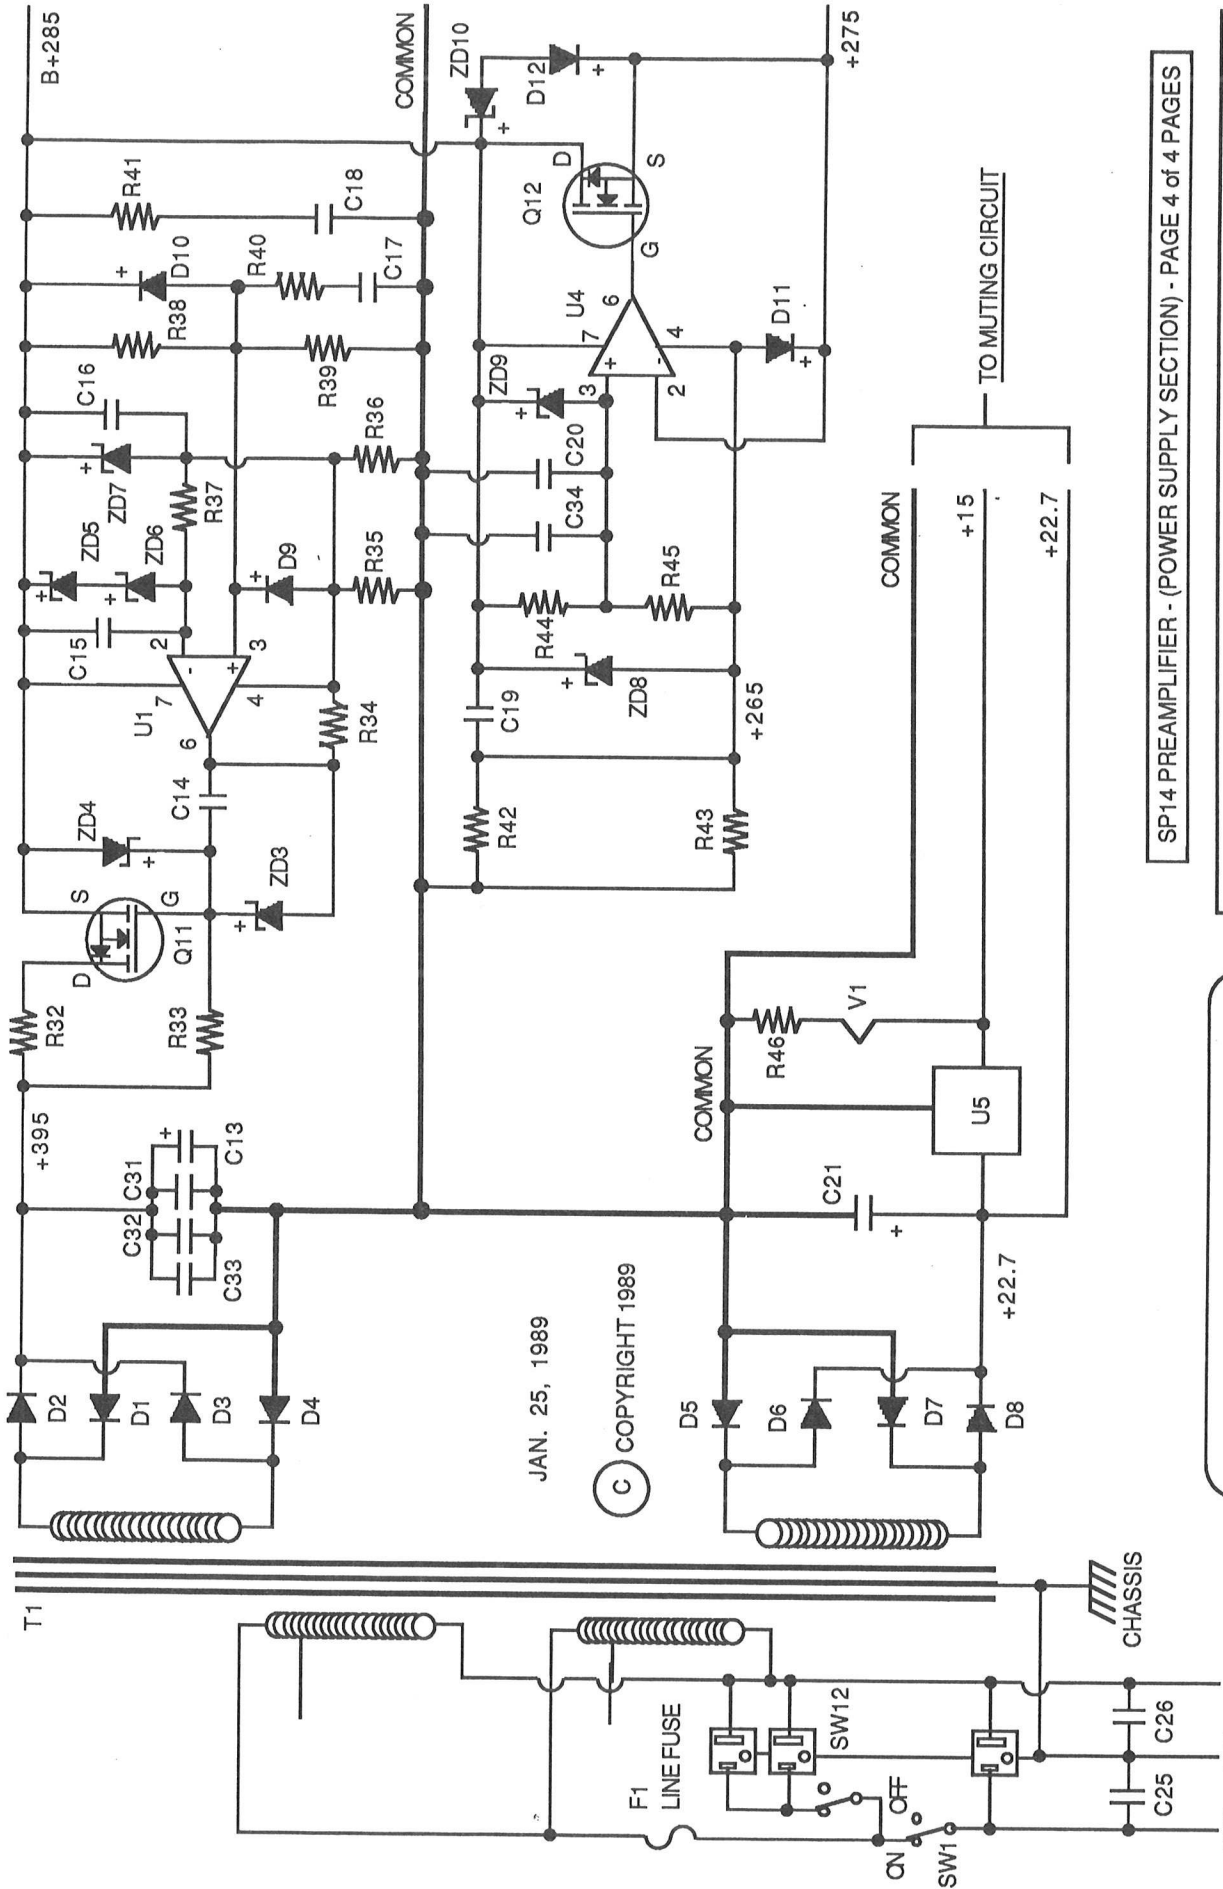 T1
D2
D1
D3
D4
+395
C31
C32
C13
C33
R32
R33
D
S
G
Q11
ZD4
ZD3
C14
U1
7
6
4
2
3
-
+
C15
ZD5
ZD6
ZD7
C16
R37
R34
D9
R35
R36
R38
R39
D10
R40
C17
R41
C18
B+285
COMMON
R42
R43
C19
ZD8
+265
R44
R45
C34
C20
ZD9
3
2
7
U4
6
4
+
-
D11
Q12
D
S
G
ZD10
D12
+275
JAN. 25, 1989
C COPYRIGHT 1989
D5
D6
D7
D8
+22.7
C21
COMMON
R46
V1
U5
COMMON
+15
+22.7
TO MUTING CIRCUIT
F1
LINE FUSE
SW12
OFF
ON
SW1
C25
C26
CHASSIS
SP14 PREAMPLIFIER - (POWER SUPPLY SECTION) - PAGE 4 of 4 PAGES